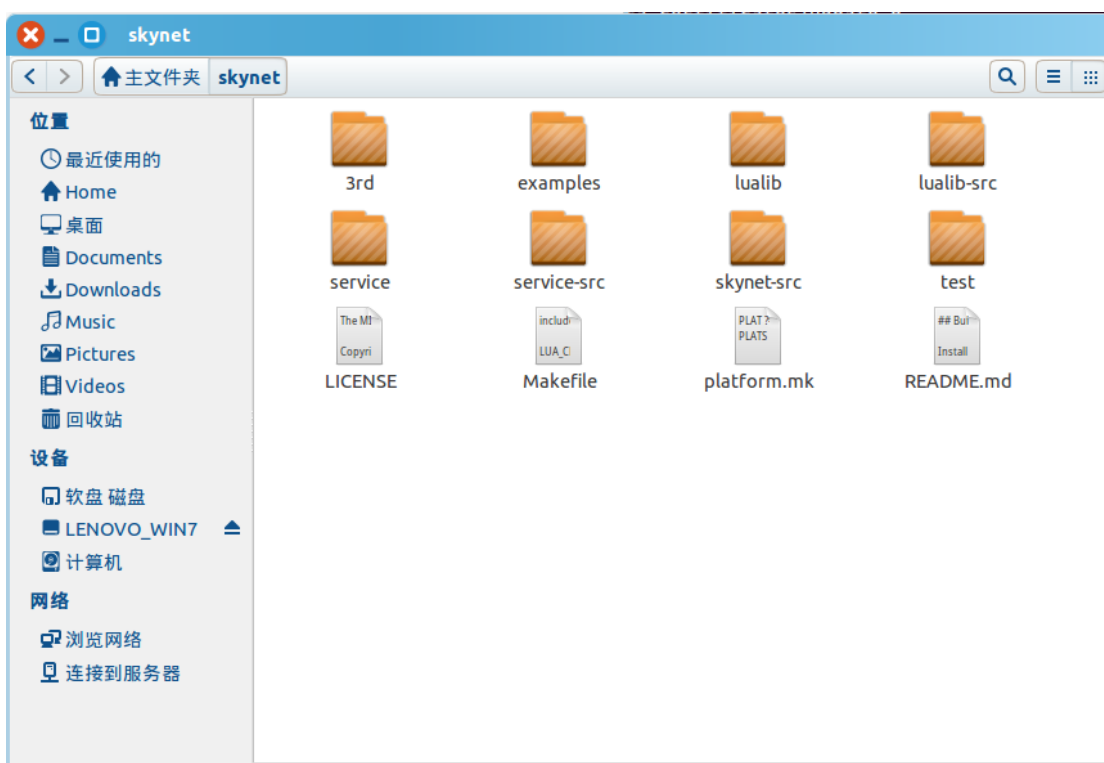 skynet
主文件夹 skynet
位置
最近使用的
Home
桌面
Documents
Downloads
Music
Pictures
Videos
回收站
设备
软盘 磁盘
LENOVO_WIN7
计算机
网络
浏览网络
连接到服务器
3rd examples lualib lualib-src
service service-src skynet-src test
The MI includ PLAT ? ## Bui
PLATS
Copyri LUA_C Install
LICENSE Makefile platform.mk README.md